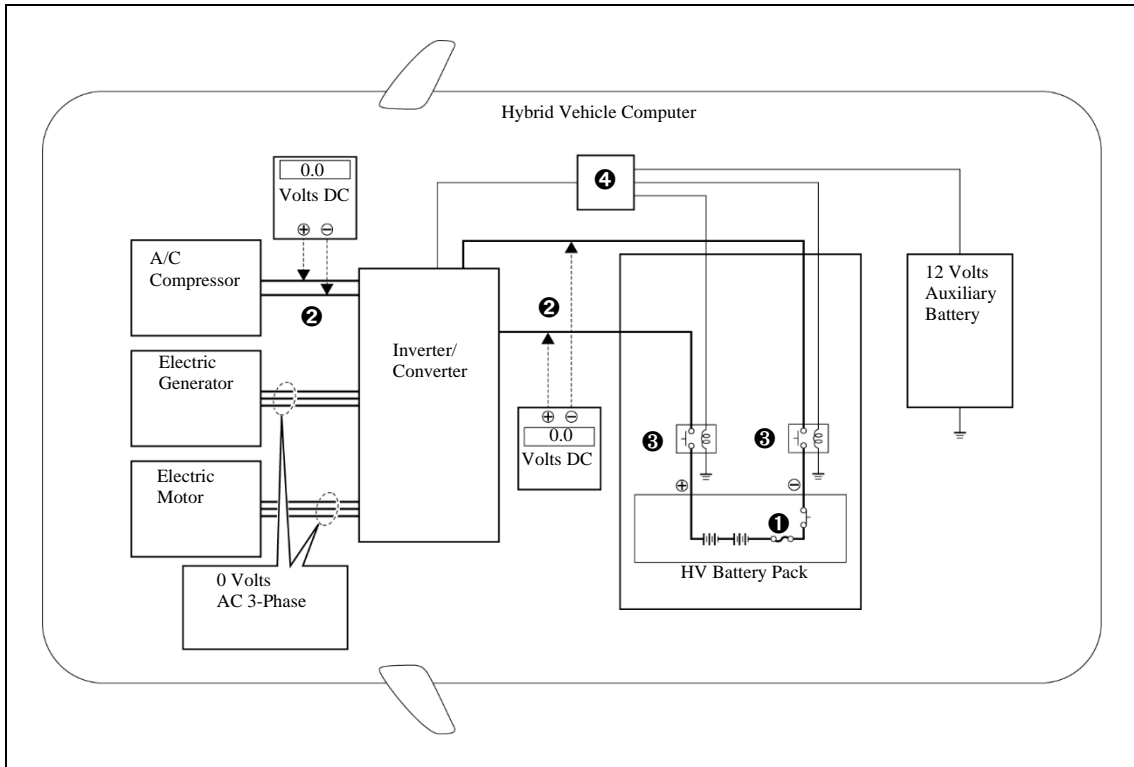 Hybrid Vehicle Computer
0.0
Volts DC
⊕ ⊖
❹
A/C
Compressor
❷
Electric
Generator
Electric
Motor
0 Volts
AC 3-Phase
Inverter/
Converter
❷
⊕ ⊖
0.0
Volts DC
❸
❸
⊕
⊖
❶
HV Battery Pack
12 Volts
Auxiliary
Battery